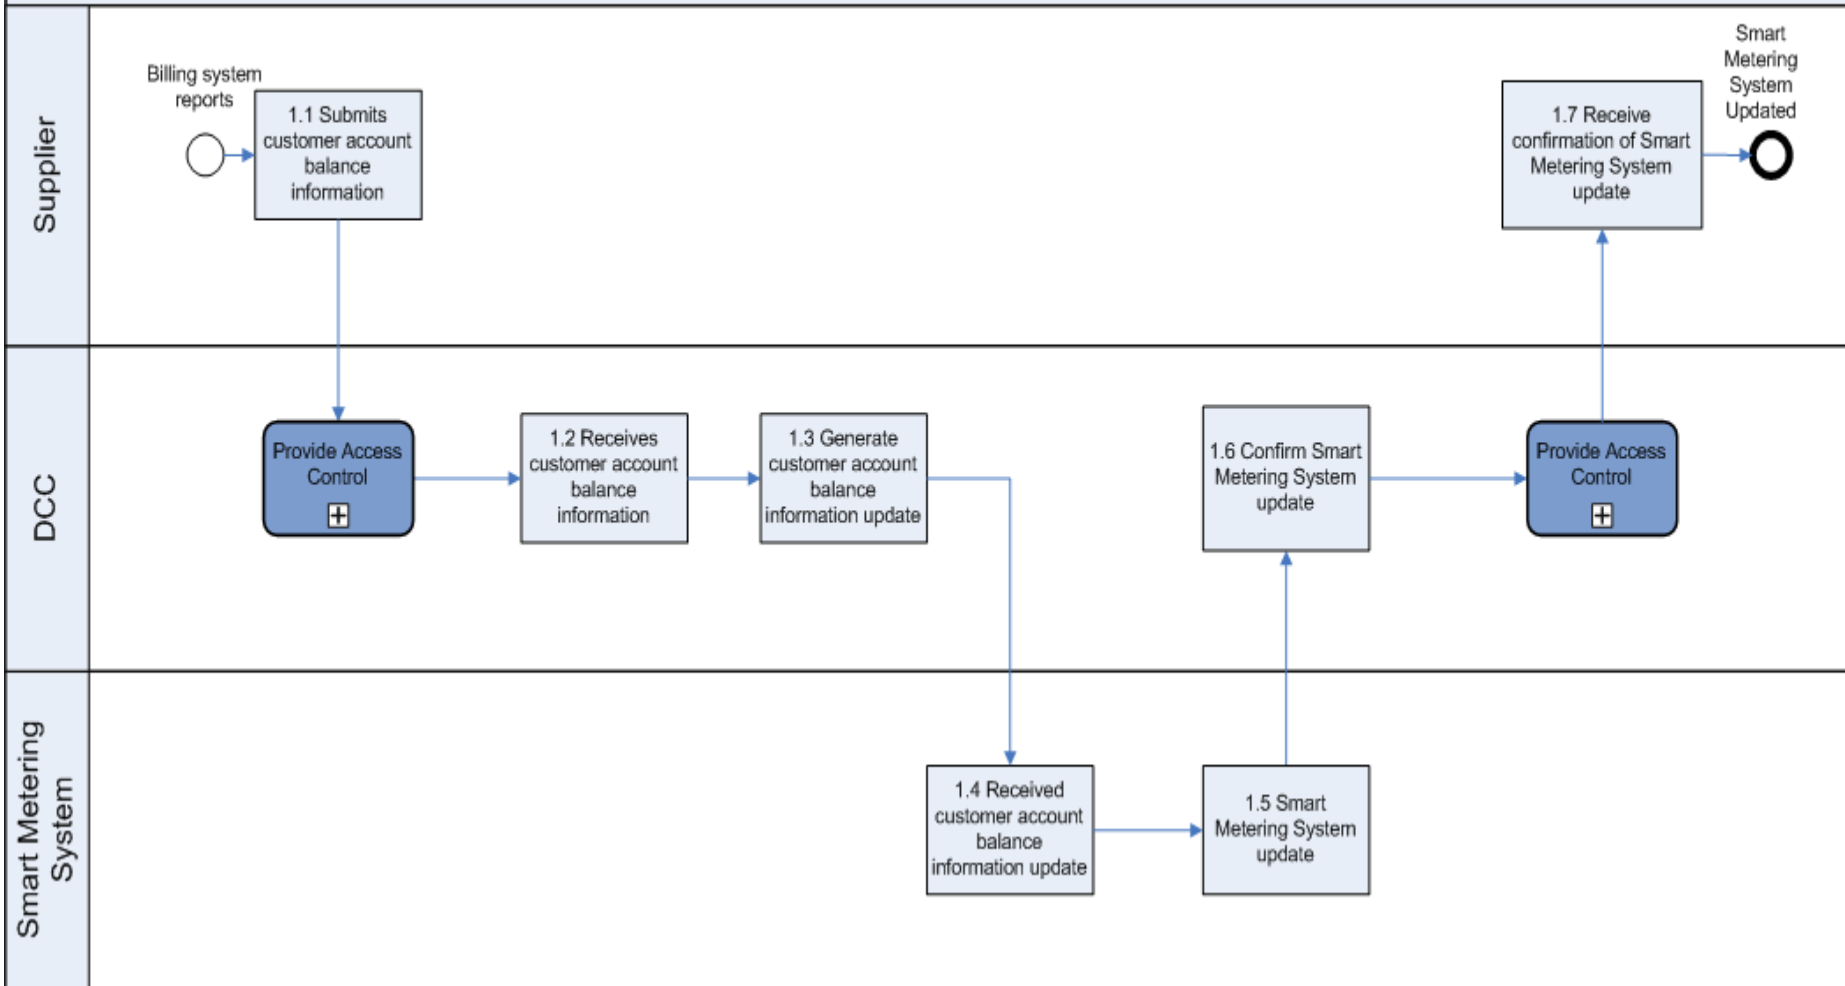 Supplier
Billing system
reports
1.1 Submits
customer account
balance
information
1.7 Receive
confirmation of Smart
Metering System
update
Smart
Metering
System
Updated
DCC
Provide Access
Control
1.2 Receives
customer account
balance
information
1.3 Generate
customer account
balance
information update
1.6 Confirm Smart
Metering System
update
Provide Access
Control
Smart Metering
System
1.4 Received
customer account
balance
information update
1.5 Smart
Metering System
update